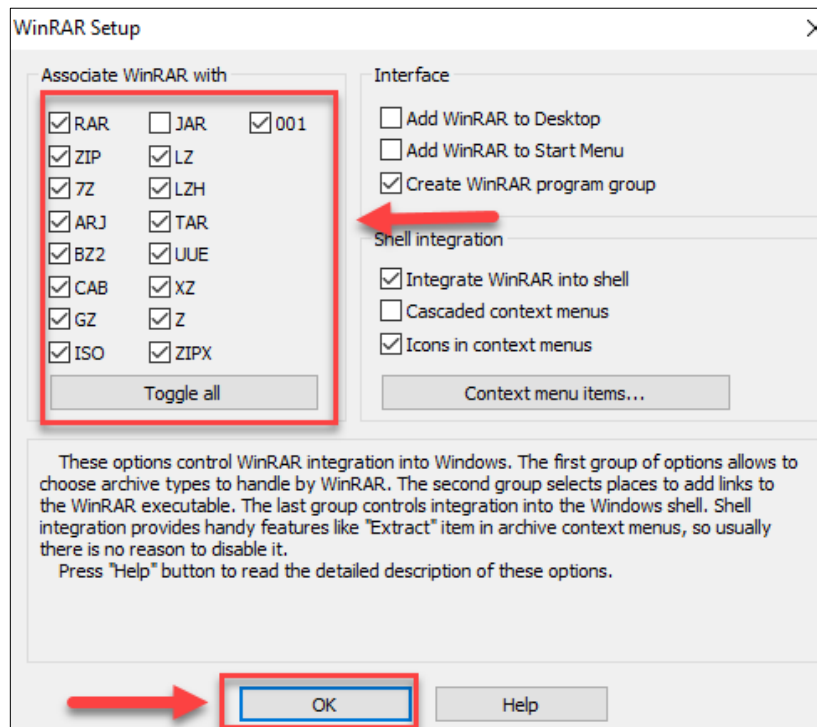 WinRAR Setup
Associate WinRAR with
RAR JAR 001
ZIP LZ
7Z LZH
ARJ TAR
BZ2 UUE
CAB XZ
GZ Z
ISO ZIPX
Toggle all
Interface
Add WinRAR to Desktop
Add WinRAR to Start Menu
Create WinRAR program group
Shell integration
Integrate WinRAR into shell
Cascaded context menus
Icons in context menus
Context menu items...
These options control WinRAR integration into Windows. The first group of options allows to
choose archive types to handle by WinRAR. The second group selects places to add links to
the WinRAR executable. The last group controls integration into the Windows shell. Shell
integration provides handy features like "Extract" item in archive context menus, so usually
there is no reason to disable it.
Press "Help" button to read the detailed description of these options.
OK Help